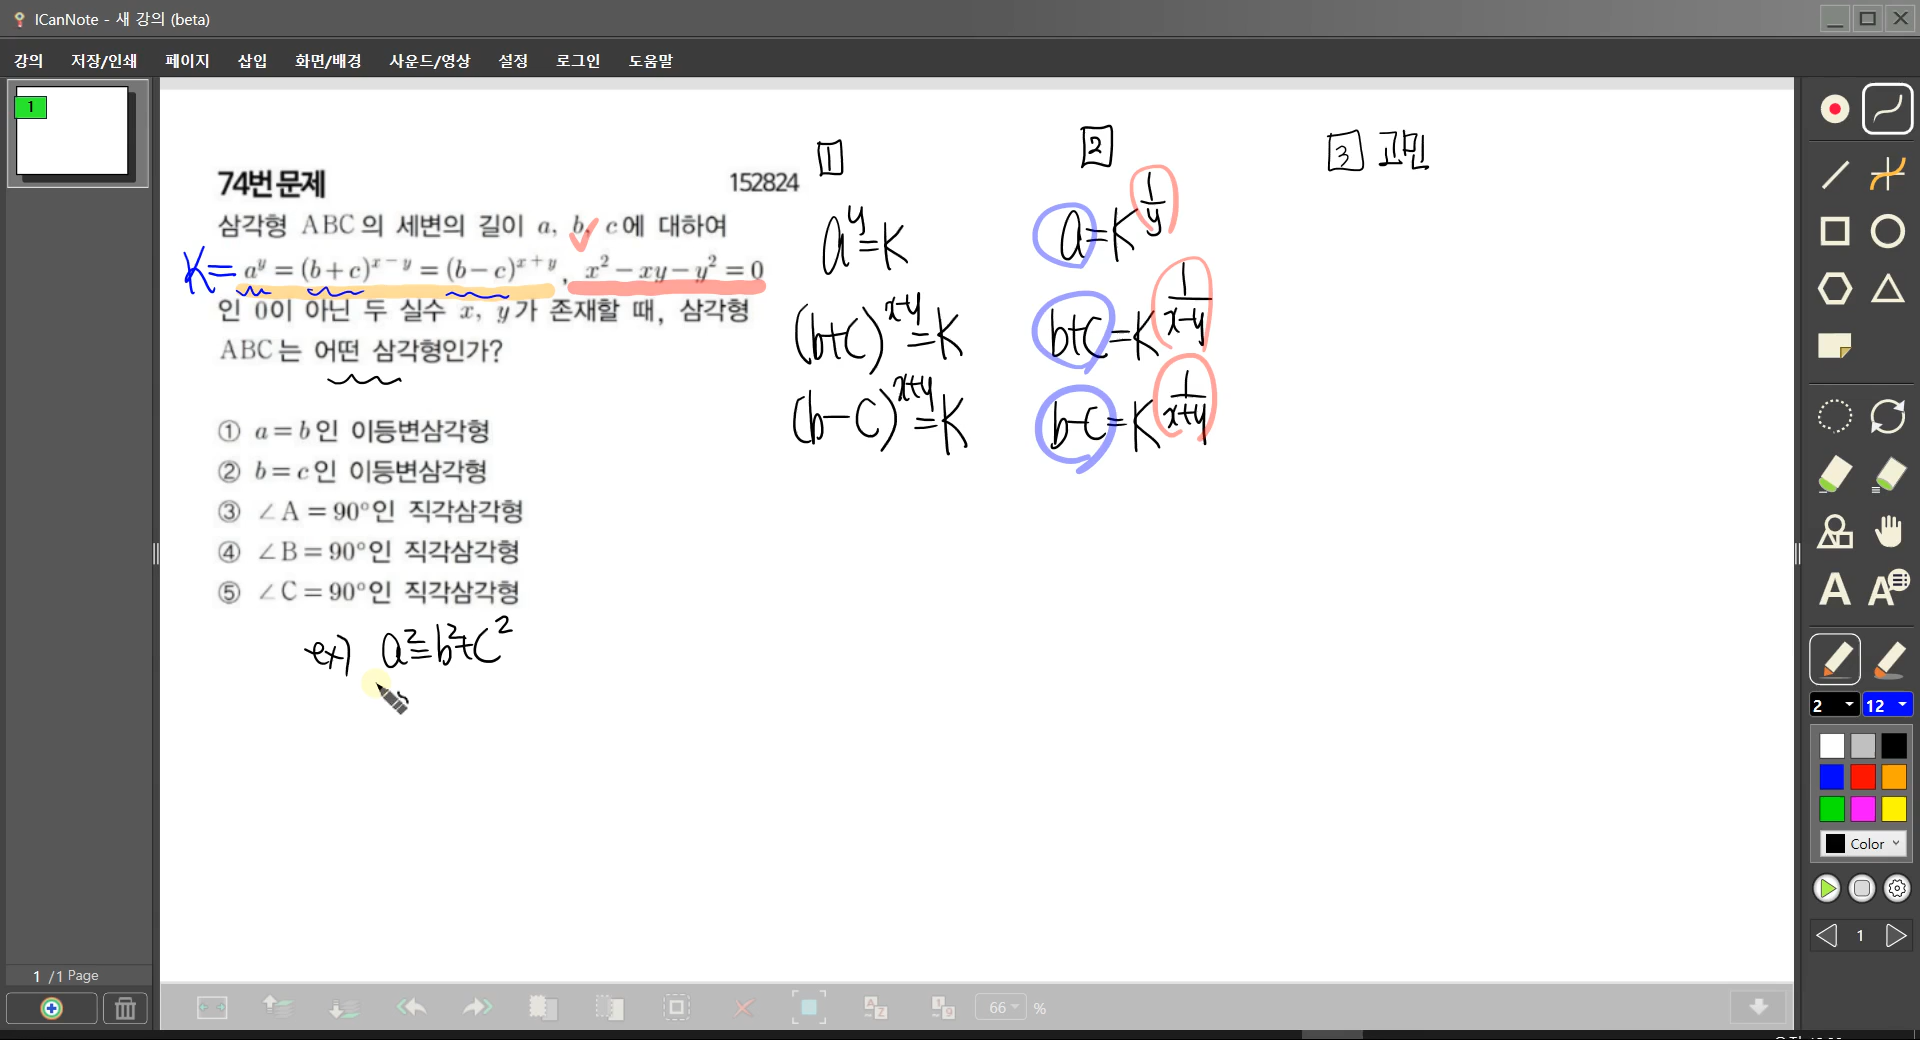 ICanNote - 새 강의 (beta)
강의 저장/인쇄 페이지 삽입 화면/배경 사운드/영상 설정 로그인 도움말
1
74번 문제 152824
삼각형 ABC의 세변의 길이 a, b, c에 대하여
K= a^y = (b+c)^{x-y} = (b-c)^{x+y}, x^2 - xy - y^2 = 0
인 0이 아닌 두 실수 x, y가 존재할 때, 삼각형
ABC는 어떤 삼각형인가?
① a = b인 이등변삼각형
② b = c인 이등변삼각형
③ ∠A = 90°인 직각삼각형
④ ∠B = 90°인 직각삼각형
⑤ ∠C = 90°인 직각삼각형
ex) a^2 = b^2 + c^2
1
a^y = K
(b+c)^{x-y} = K
(b-c)^{x+y} = K
2
a = K^{1/y}
b+c = K^{1/(x-y)}
b-c = K^{1/(x+y)}
3 고민
A A
2 12
Color
1
1 /1 Page
66 %